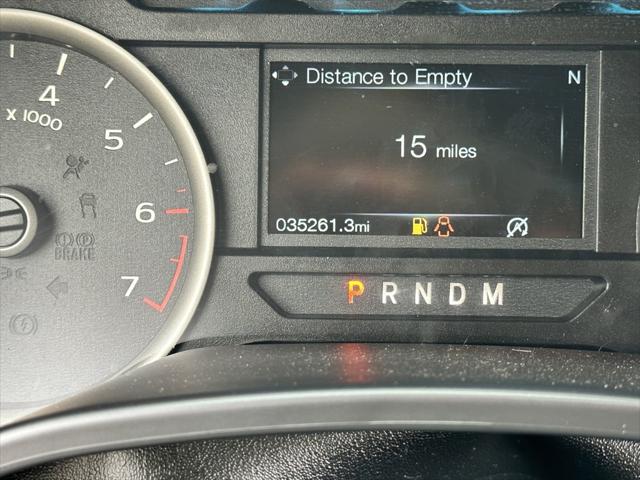 Distance to Empty N
15 miles
035261.3mi
P R N D M
4
x 1000
5
6
7
BRAKE